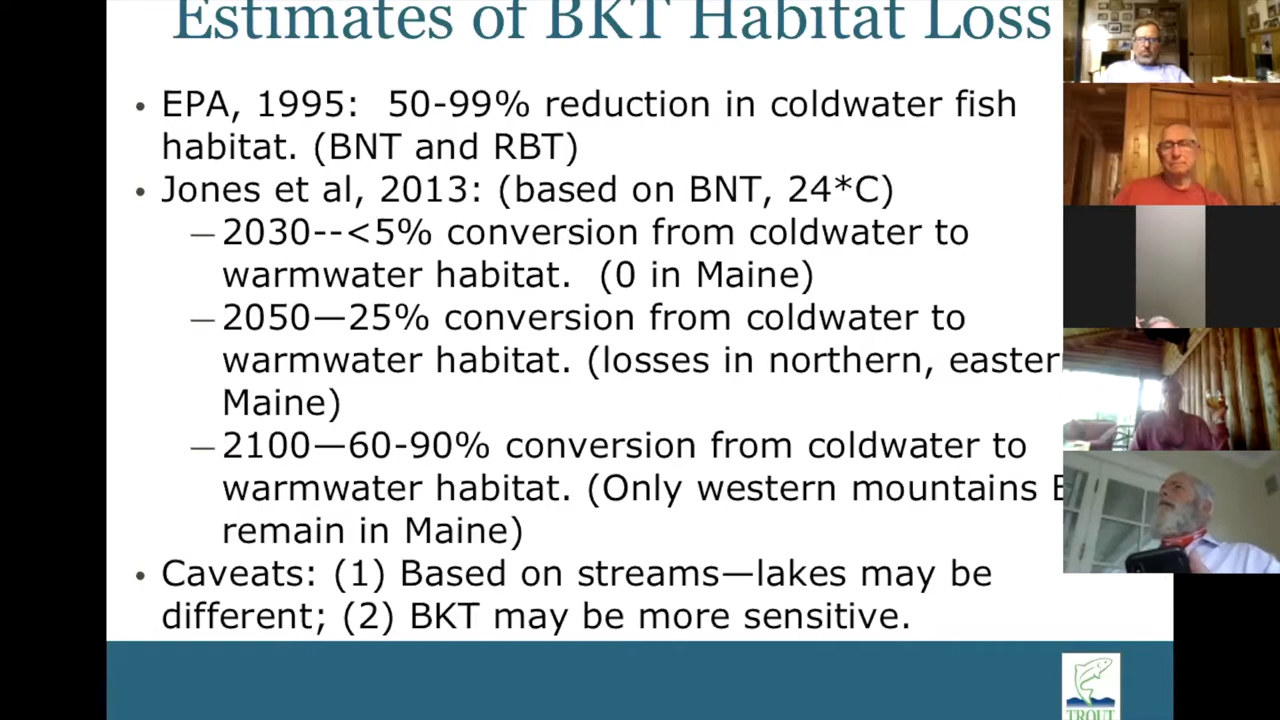 Estimates of BKT Habitat Loss
• EPA, 1995:  50-99% reduction in coldwater fish
habitat. (BNT and RBT)
• Jones et al, 2013: (based on BNT, 24*C)
—2030--<5% conversion from coldwater to
warmwater habitat.  (0 in Maine)
—2050—25% conversion from coldwater to
warmwater habitat. (losses in northern, easter
Maine)
—2100—60-90% conversion from coldwater to
warmwater habitat. (Only western mountains
remain in Maine)
• Caveats: (1) Based on streams—lakes may be
different; (2) BKT may be more sensitive.
TROUT